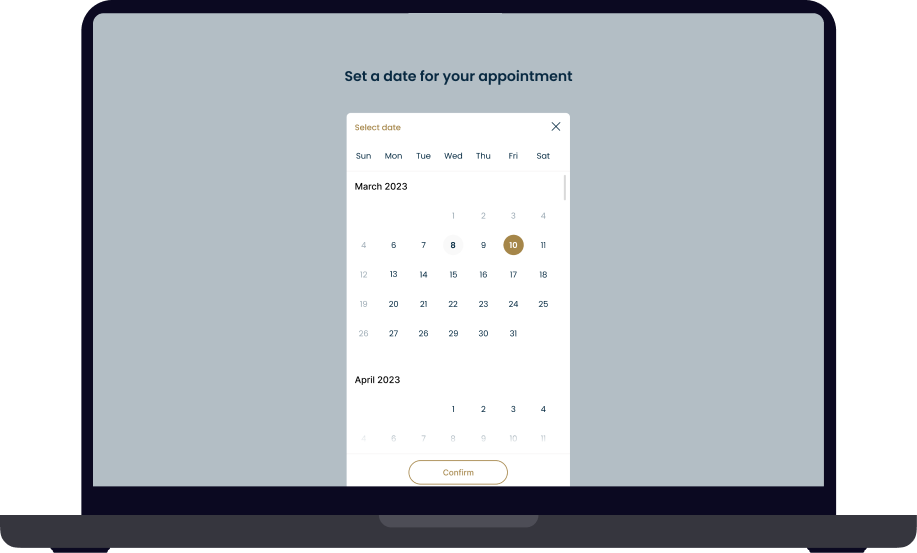 Set a date for your appointment
Select date
Sun Mon Tue Wed Thu Fri Sat
March 2023
1 2 3 4
4 6 7 8 9 10 11
12 13 14 15 16 17 18
19 20 21 22 23 24 25
26 27 26 29 30 31
April 2023
1 2 3 4
6 7 8 9 10 11
Confirm